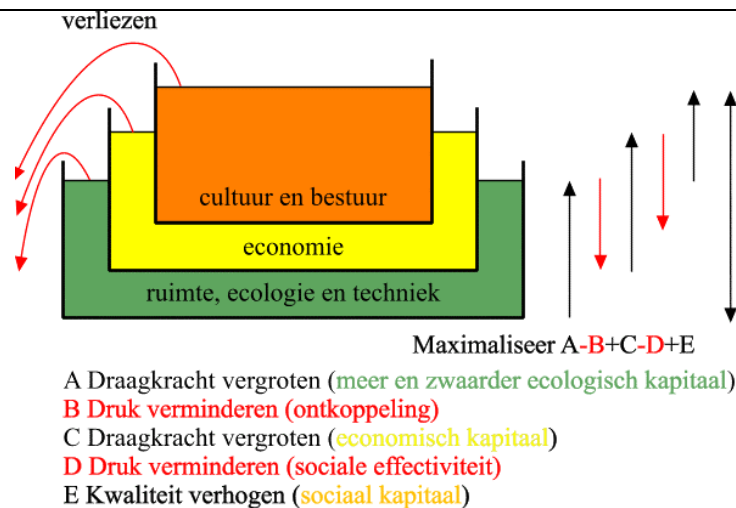 verliezen
cultuur en bestuur
economie
ruimte, ecologie en techniek
Maximaliseer A-B+C-D+E
A Draagkracht vergroten (meer en zwaarder ecologisch kapitaal)
B Druk verminderen (ontkoppeling)
C Draagkracht vergroten (economisch kapitaal)
D Druk verminderen (sociale effectiviteit)
E Kwaliteit verhogen (sociaal kapitaal)